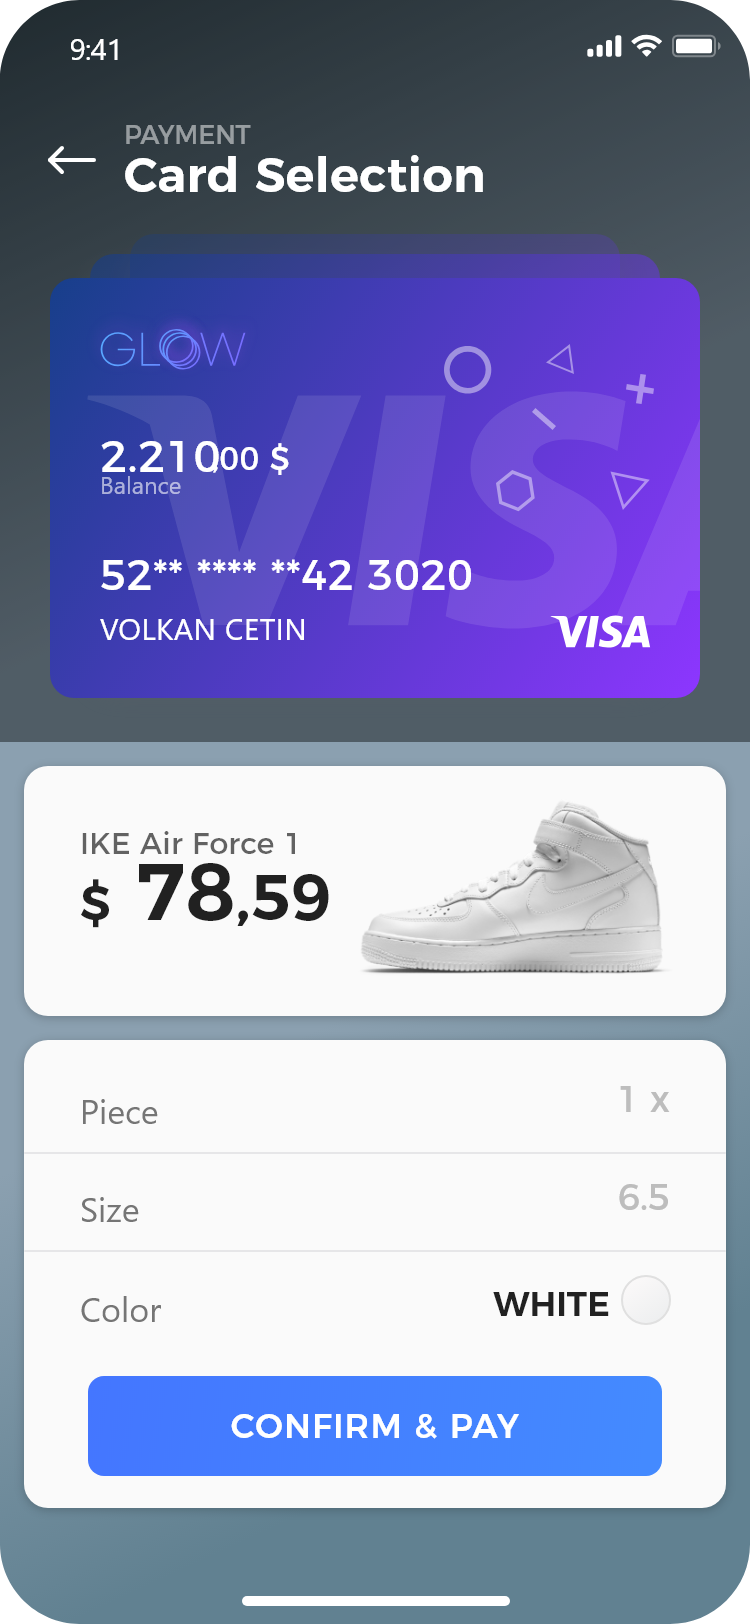 9:41
PAYMENT
Card Selection
GLOW
VISA
2.210,00 $
Balance
52** **** **42 3020
VOLKAN CETIN
VISA
IKE Air Force 1
$ 78,59
Piece
1 x
Size
6.5
Color
WHITE
CONFIRM & PAY